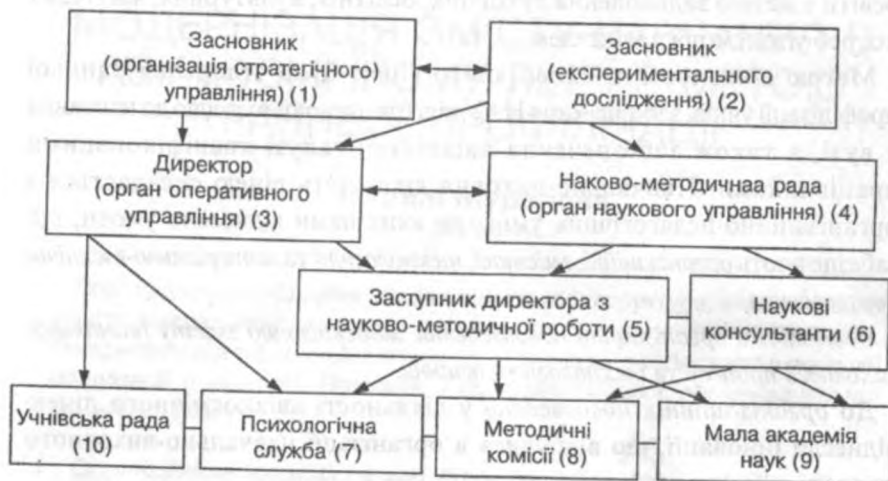 Засновник
(організація стратегічного
управління) (1)
Засновник
(експериментального
дослідження) (2)
Директор
(орган оперативного
управління) (3)
Наково-методичнаа рада
(орган наукового управління) (4)
Заступник директора з
науково-методичної роботи (5)
Наукові
консультанти (6)
Учнівська рада
(10)
Психологічна
служба (7)
Методичні
комісії (8)
Мала академія
наук (9)